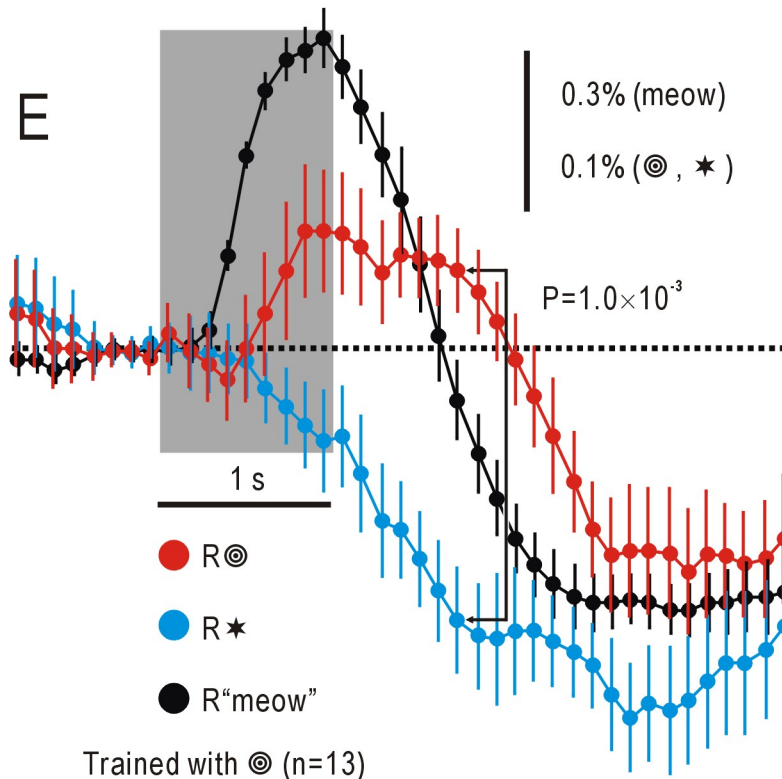 E
0.3% (meow)
0.1% (◎ , ★ )
P=1.0×10⁻³
1 s
R◎
R★
R“meow”
Trained with ◎ (n=13)